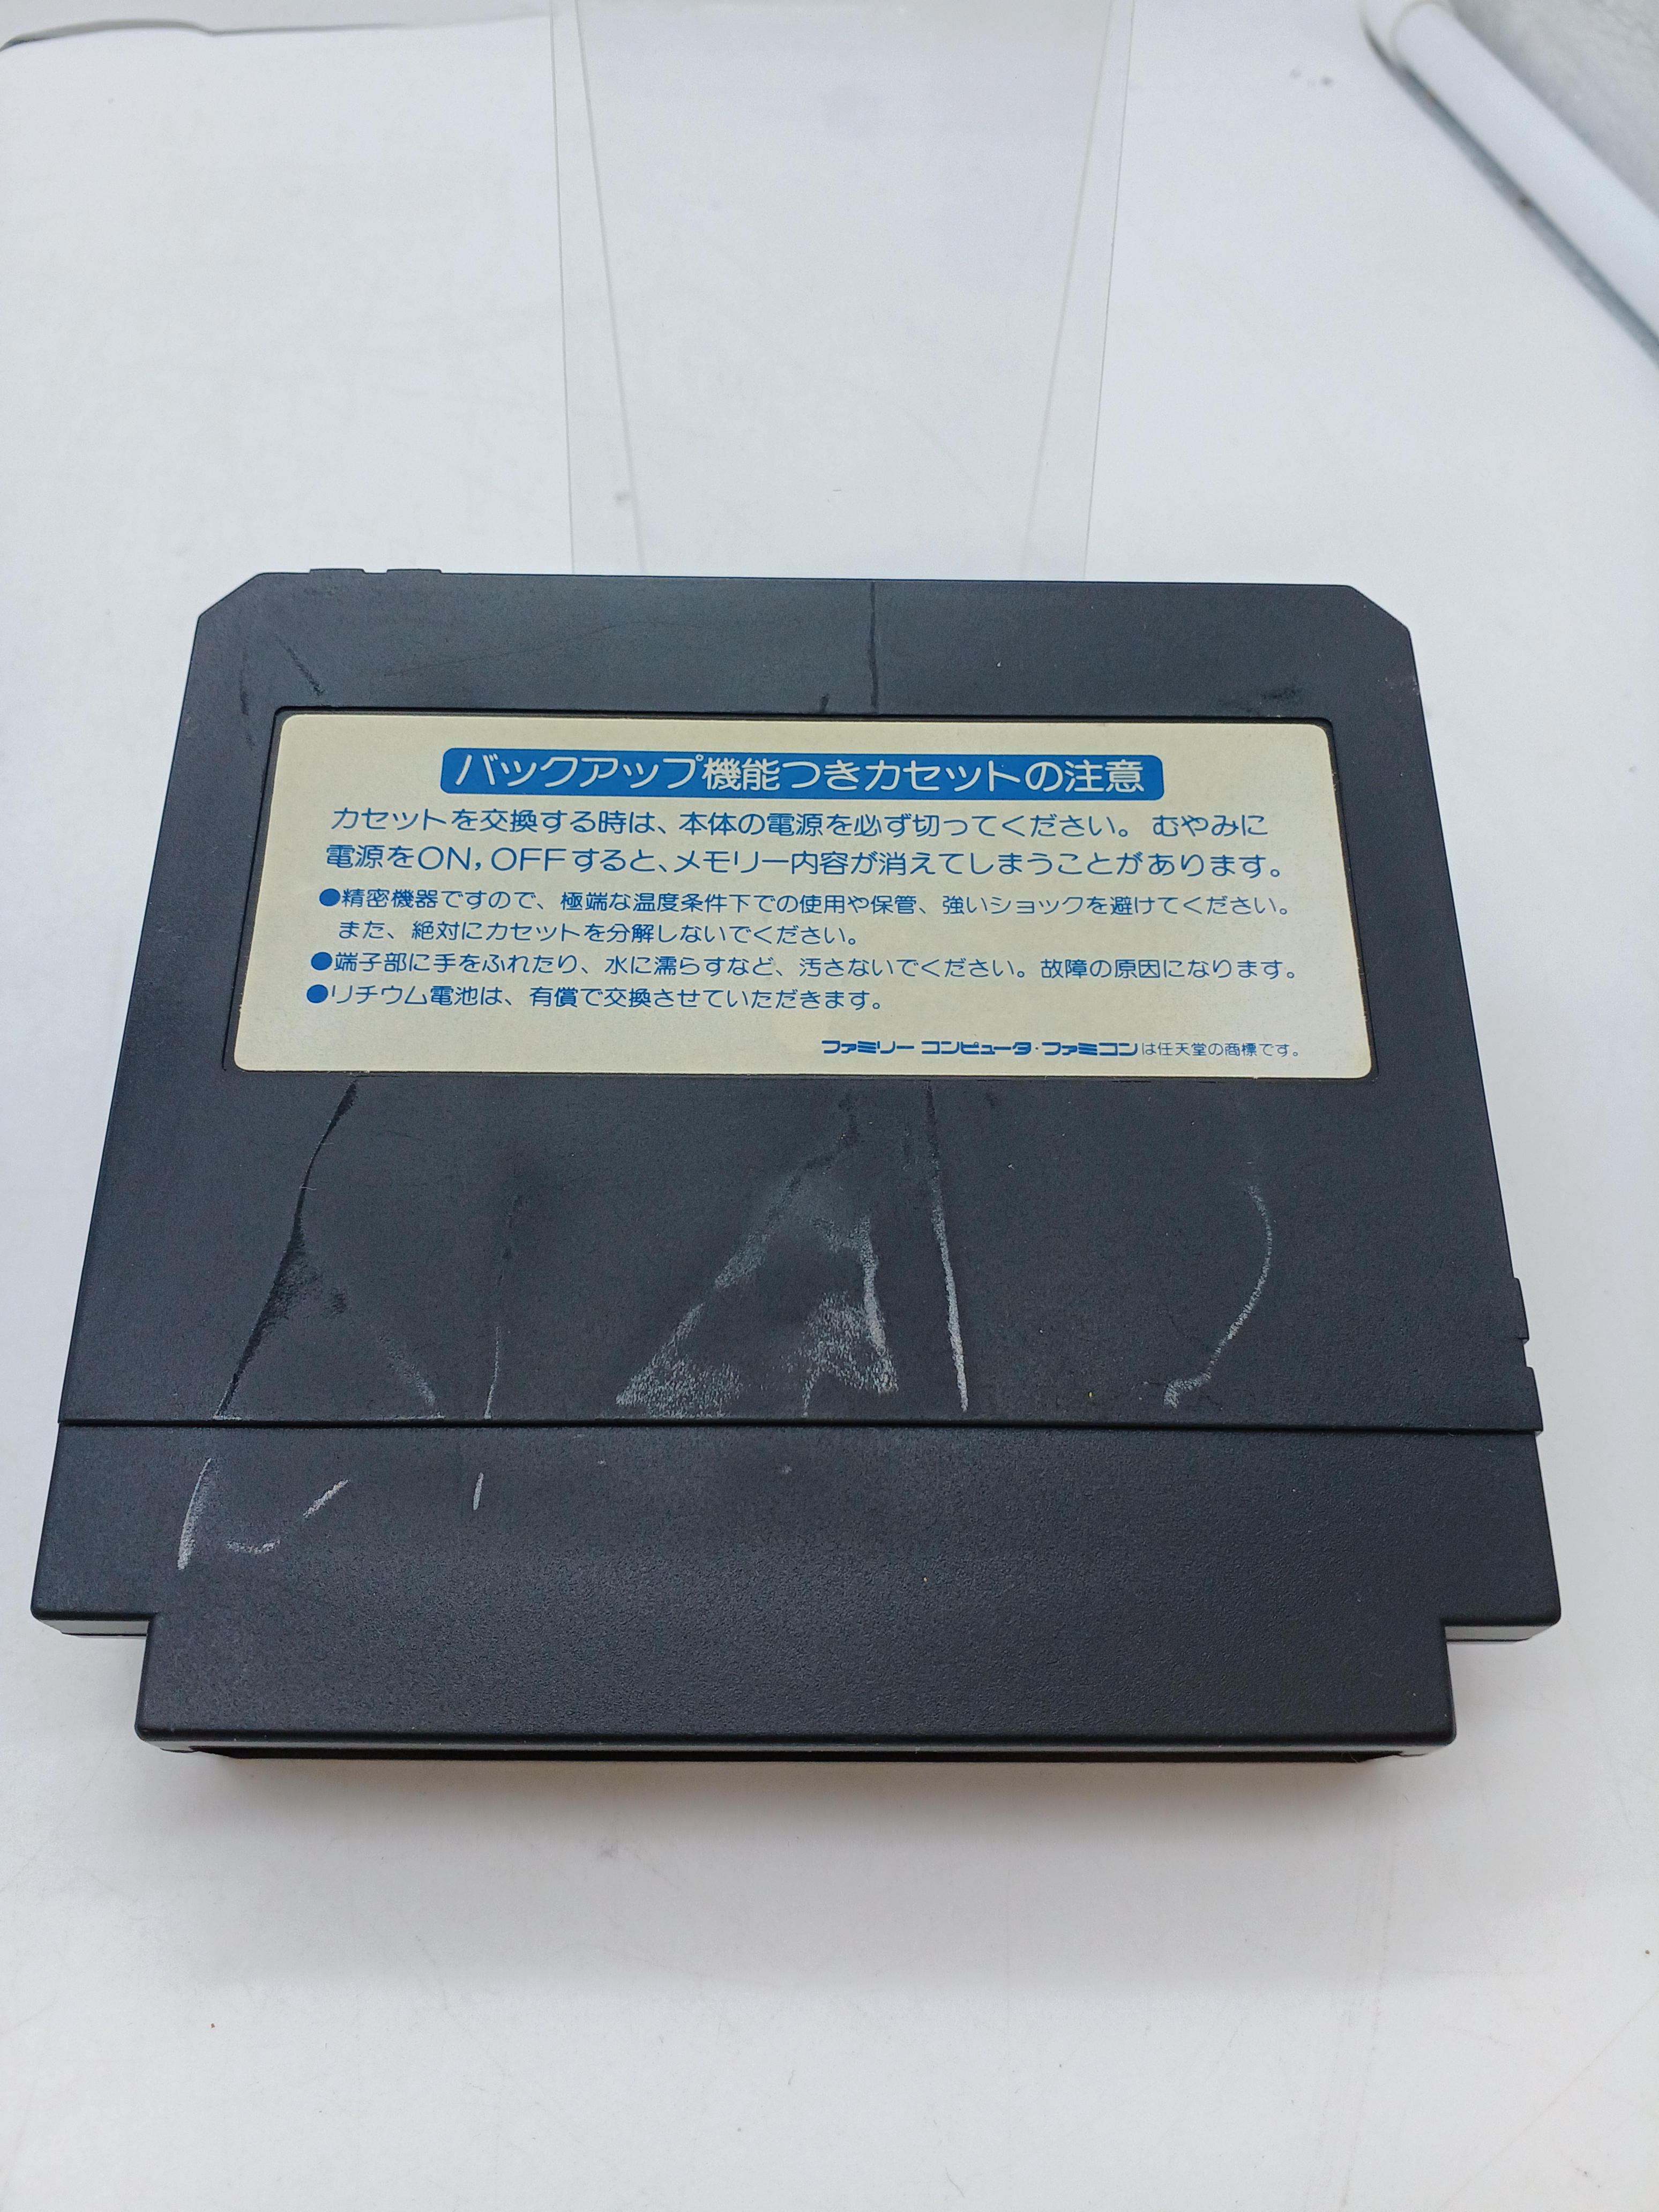 バックアップ機能つきカセットの注意
カセットを交換する時は、本体の電源を必ず切ってください。むやみに
電源をON,OFFすると、メモリー内容が消えてしまうことがあります。
●精密機器ですので、極端な温度条件下での使用や保管、強いショックを避けてください。
また、絶対にカセットを分解しないでください。
●端子部に手をふれたり、水に濡らすなど、汚さないでください。故障の原因になります。
●リチウム電池は、有償で交換させていただきます。
ファミリー コンピュータ・ファミコンは任天堂の商標です。